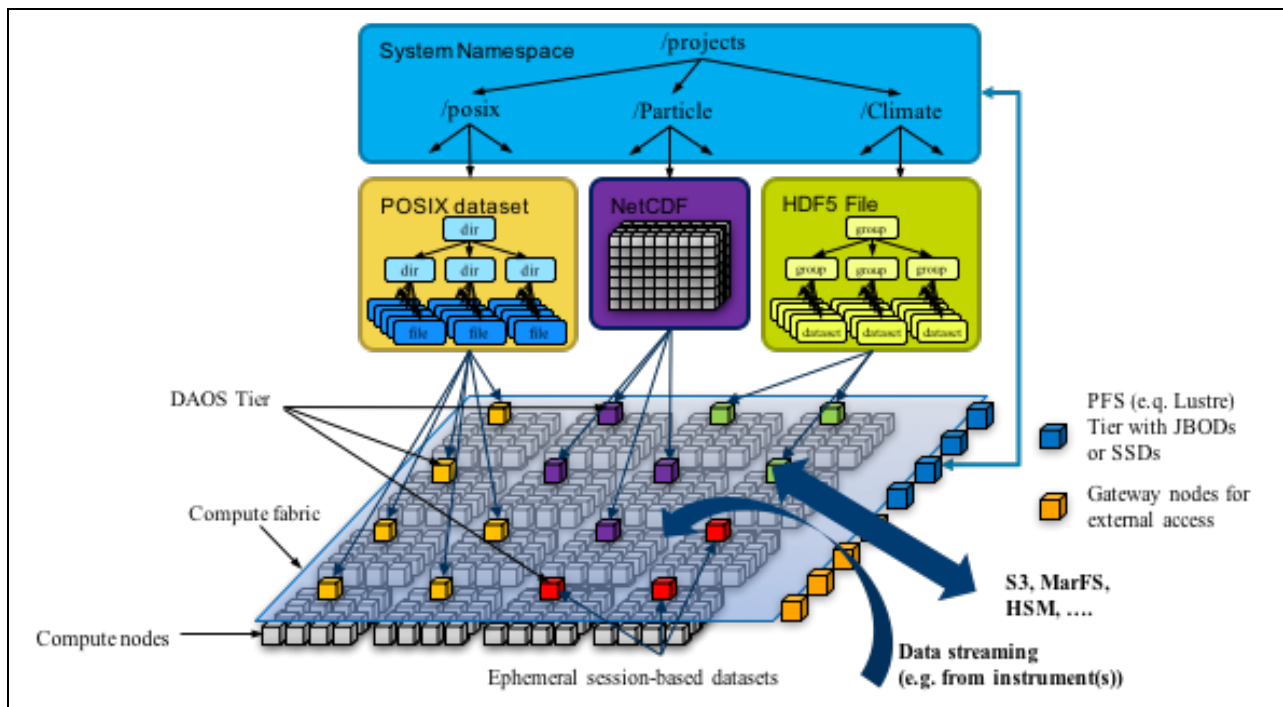 System Namespace
/projects
/posix
/Particle
/Climate
POSIX dataset
dir
dir
dir
dir
file
file
file
NetCDF
HDF5 File
group
group
group
group
dataset
dataset
dataset
DAOS Tier
Compute fabric
Compute nodes
Ephemeral session-based datasets
PFS (e.q. Lustre)
Tier with JBODs
or SSDs
Gateway nodes for
external access
S3, MarFS,
HSM, ....
Data streaming
(e.g. from instrument(s))